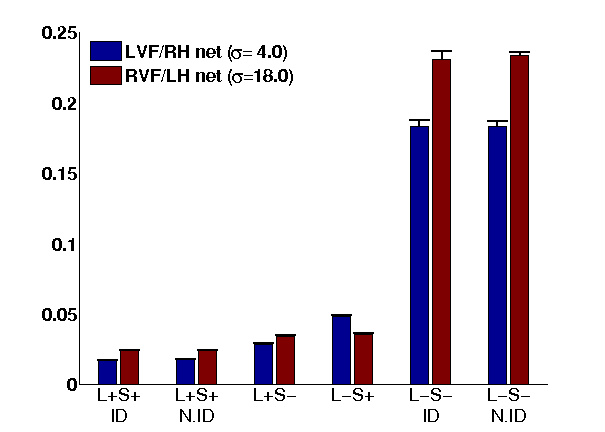 0.25
LVF/RH net (σ= 4.0)
RVF/LH net (σ=18.0)
0.2
0.15
0.1
0.05
0
L+S+ L+S+ L+S− L−S+ L−S− L−S−
ID N.ID ID N.ID